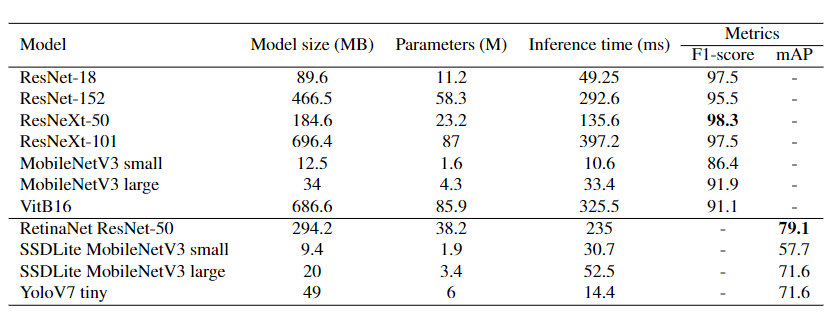 Model Model size (MB) Parameters (M) Inference time (ms) Metrics
F1-score mAP
ResNet-18 89.6 11.2 49.25 97.5 -
ResNet-152 466.5 58.3 292.6 95.5 -
ResNeXt-50 184.6 23.2 135.6 98.3 -
ResNeXt-101 696.4 87 397.2 97.5 -
MobileNetV3 small 12.5 1.6 10.6 86.4 -
MobileNetV3 large 34 4.3 33.4 91.9 -
VitB16 686.6 85.9 325.5 91.1 -
RetinaNet ResNet-50 294.2 38.2 235 - 79.1
SSDLite MobileNetV3 small 9.4 1.9 30.7 - 57.7
SSDLite MobileNetV3 large 20 3.4 52.5 - 71.6
YoloV7 tiny 49 6 14.4 - 71.6